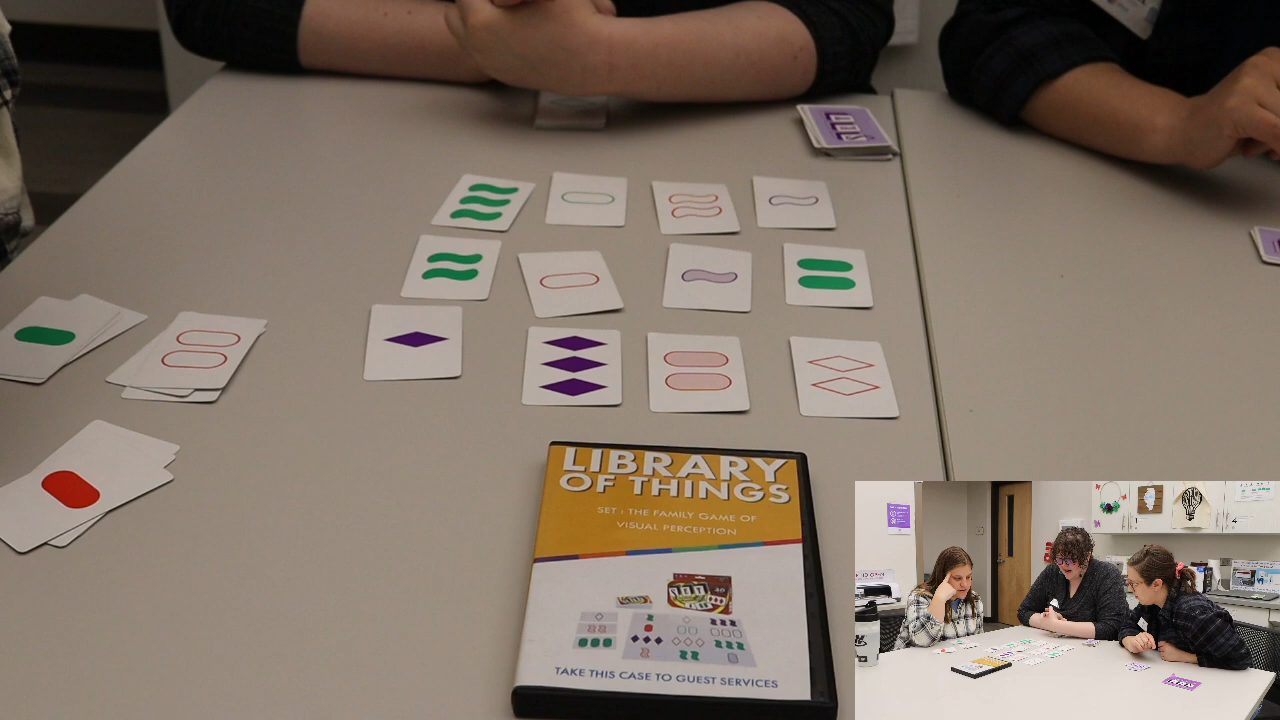 LIBRARY
OF THINGS
SET : THE FAMILY GAME OF
VISUAL PERCEPTION
TAKE THIS CASE TO GUEST SERVICES